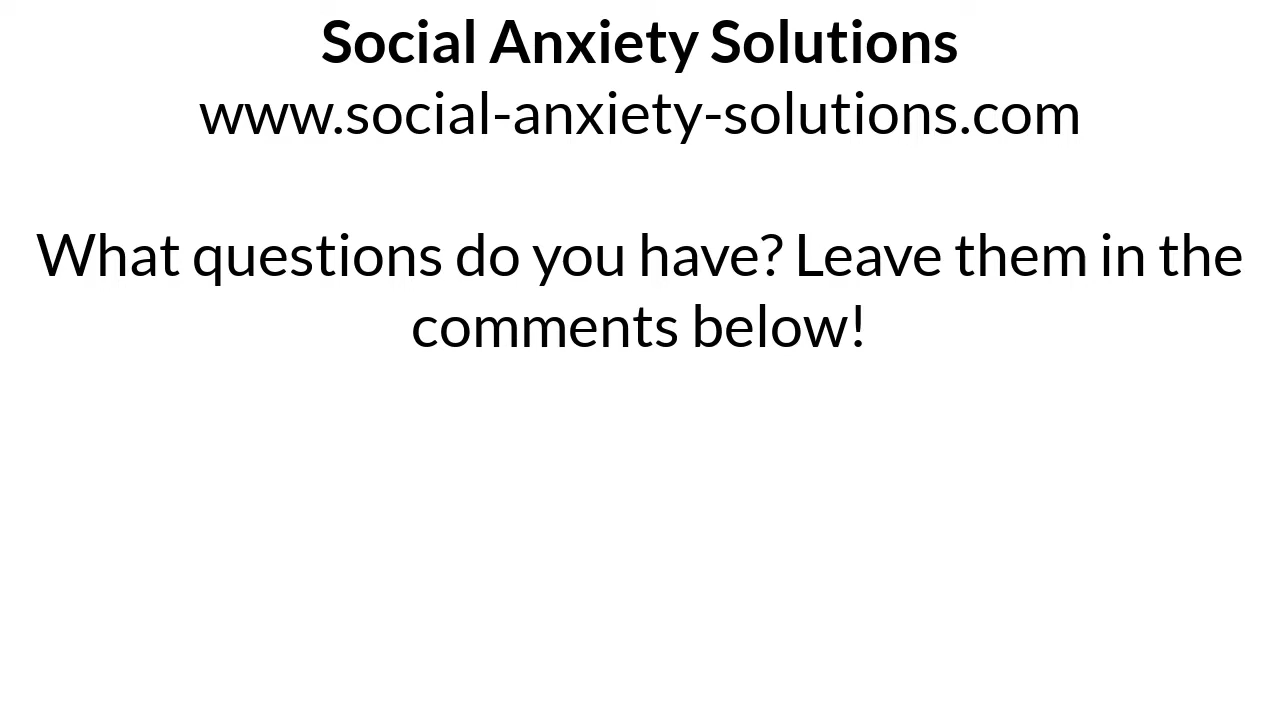 Social Anxiety Solutions
www.social-anxiety-solutions.com
What questions do you have? Leave them in the
comments below!